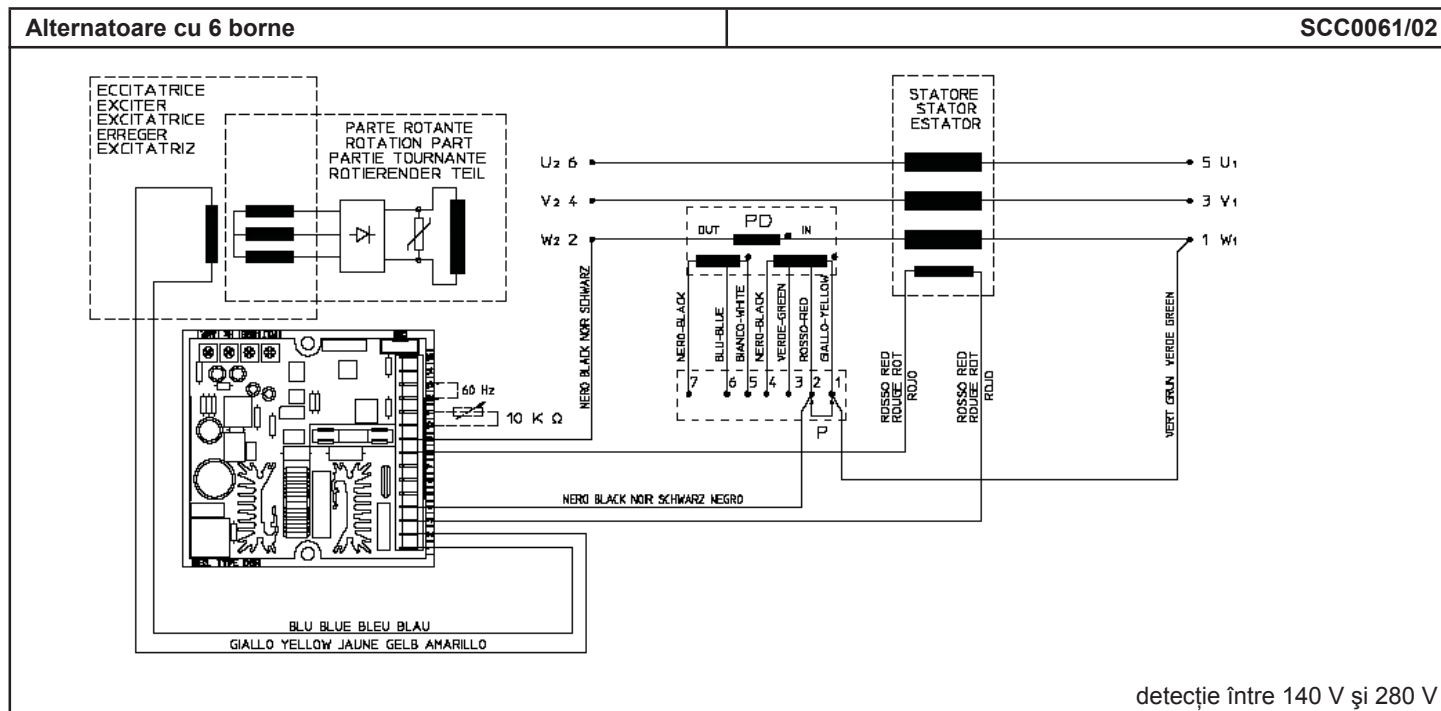 Alternatoare cu 6 borne
SCC0061/02
ECCITATRICE
EXCITER
EXCITATRICE
ERREGER
EXCITATRIZ
PARTE ROTANTE
ROTATION PART
PARTIE TOURNANTE
ROTIERENDER TEIL
STATORE
STATOR
ESTATOR
U2 6
5 U1
V2 4
3 V1
W2 2
1 W1
PD
OUT
IN
NERO BLACK NOIR SCHWARZ
NERO-BLACK
BLU-BLUE
BIANCO-WHITE
NERO-BLACK
VERDE-GREEN
ROSSO-RED
GIALLO-YELLOW
7 6 5 4 3 2 1
P
ROSSO RED
ROUGE ROT
ROJO
ROSSO RED
ROUGE ROT
ROJO
VERT GRUN VERDE GREEN
60 Hz
10 K Ω
NERO BLACK NOIR SCHWARZ NEGRO
REG. TYPE DSR
BLU BLUE BLEU BLAU
GIALLO YELLOW JAUNE GELB AMARILLO
detecție între 140 V şi 280 V